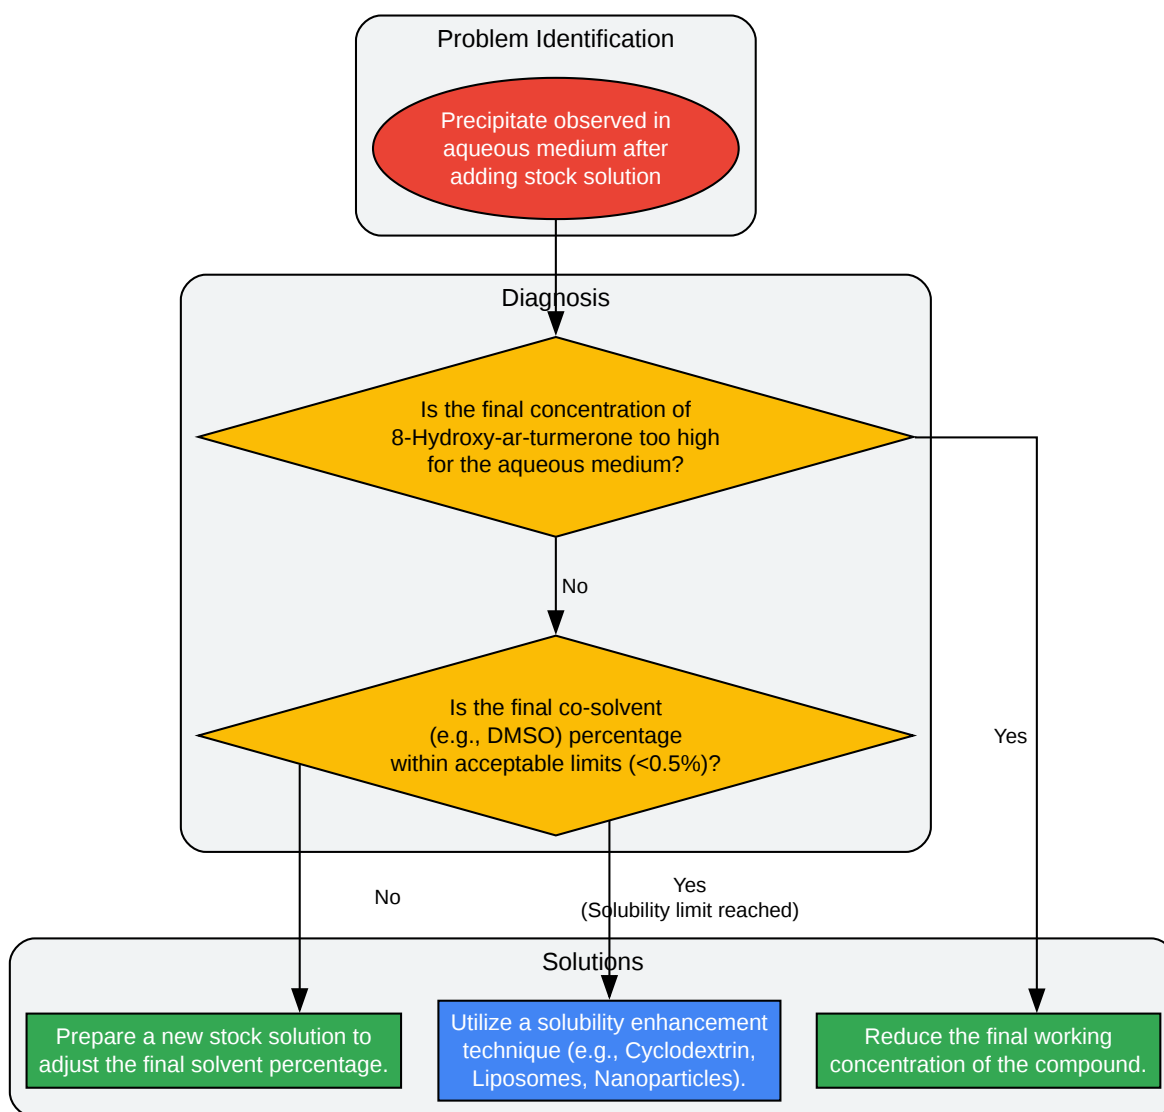 Problem Identification
Precipitate observed in
aqueous medium after
adding stock solution
Diagnosis
Is the final concentration of
8-Hydroxy-ar-turmerone too high
for the aqueous medium?
No
Is the final co-solvent
(e.g., DMSO) percentage
within acceptable limits (<0.5%)?
Yes
No
Yes
(Solubility limit reached)
Solutions
Prepare a new stock solution to
adjust the final solvent percentage.
Utilize a solubility enhancement
technique (e.g., Cyclodextrin,
Liposomes, Nanoparticles).
Reduce the final working
concentration of the compound.